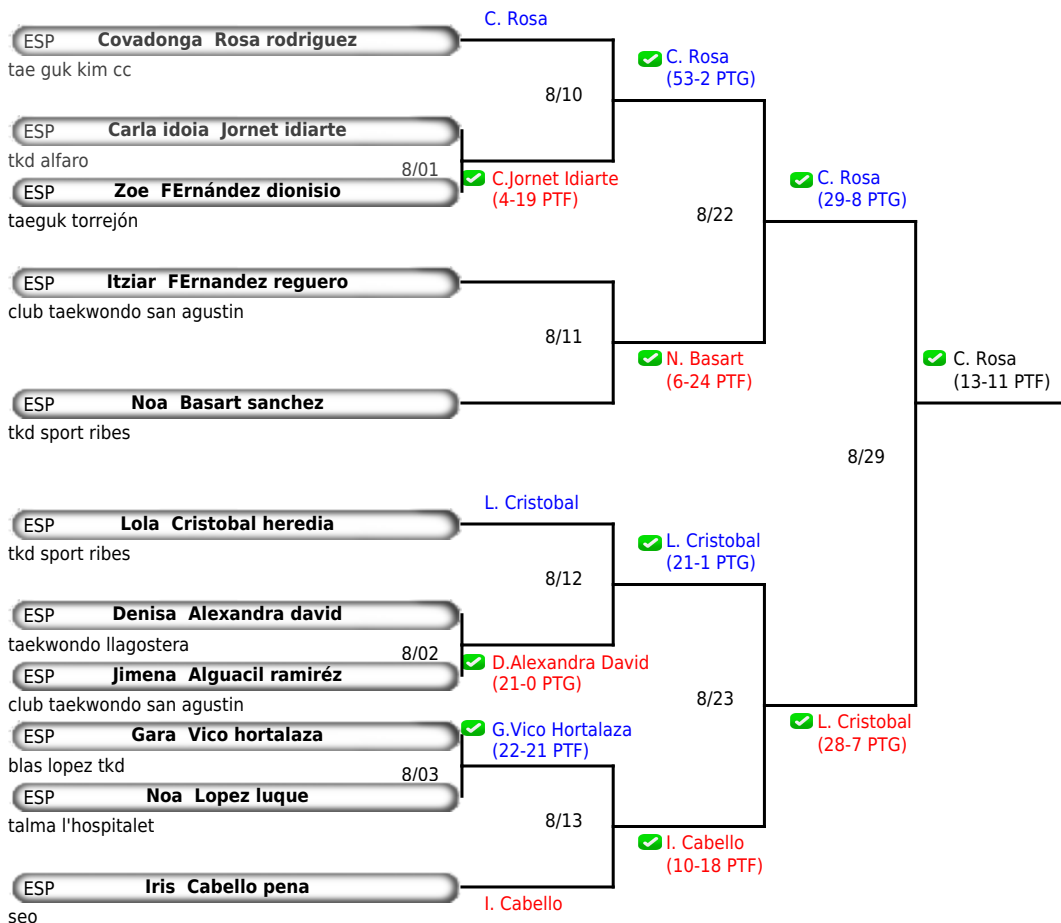 C. Rosa
ESP Covadonga Rosa rodriguez
tae guk kim cc
C. Rosa
(53-2 PTG)
8/10
ESP Carla idoia Jornet idiarte
tkd alfaro
8/01
C.Jornet Idiarte
(4-19 PTF)
ESP Zoe FErnández dionisio
taeguk torrejón
C. Rosa
(29-8 PTG)
8/22
ESP Itziar FErnandez reguero
club taekwondo san agustin
8/11
N. Basart
(6-24 PTF)
ESP Noa Basart sanchez
tkd sport ribes
C. Rosa
(13-11 PTF)
8/29
L. Cristobal
ESP Lola Cristobal heredia
tkd sport ribes
L. Cristobal
(21-1 PTG)
8/12
ESP Denisa Alexandra david
taekwondo llagostera
8/02
D.Alexandra David
(21-0 PTG)
ESP Jimena Alguacil ramiréz
club taekwondo san agustin
8/23
L. Cristobal
(28-7 PTG)
ESP Gara Vico hortalaza
blas lopez tkd
G.Vico Hortalaza
(22-21 PTF)
8/03
ESP Noa Lopez luque
talma l'hospitalet
8/13
I. Cabello
(10-18 PTF)
ESP Iris Cabello pena
seo
I. Cabello